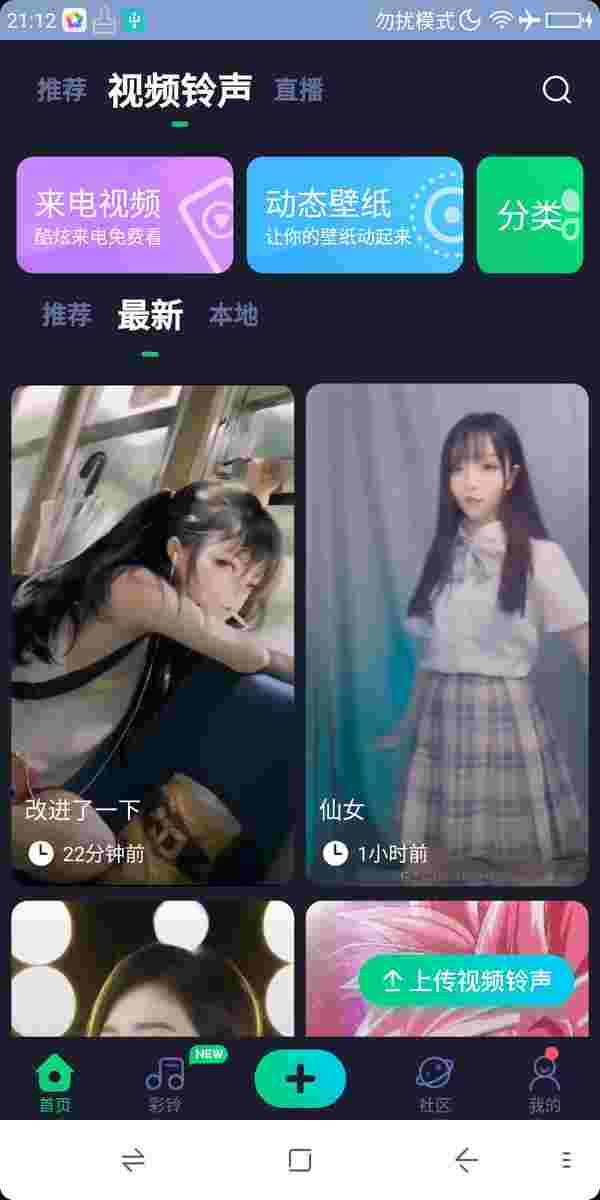 21:12 勿扰模式
推荐 视频铃声 直播
来电视频
酷炫来电免费看
动态壁纸
让你的壁纸动起来
分类
推荐 最新 本地
改进了一下
22分钟前
仙女
1小时前
上传视频铃声
NEW
首页 彩铃 社区 我的